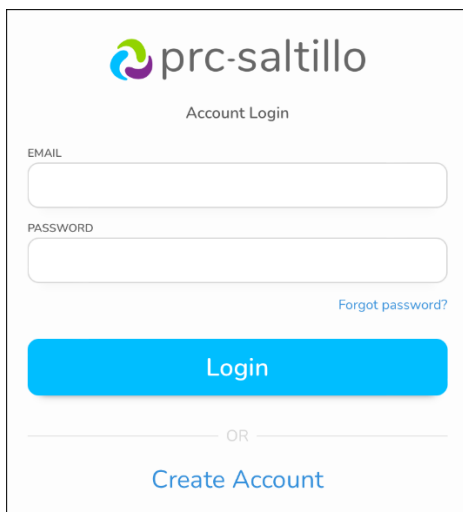 prc-saltillo
Account Login
EMAIL
PASSWORD
Forgot password?
Login
OR
Create Account